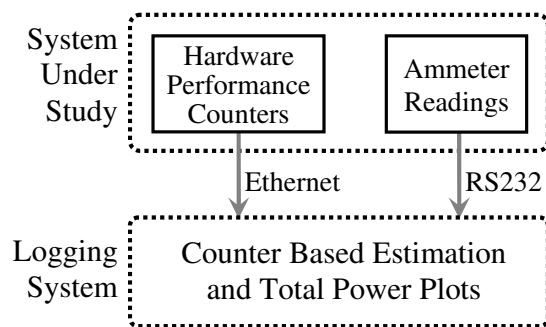 System
Under
Study
Hardware
Performance
Counters
Ammeter
Readings
Ethernet
RS232
Logging
System
Counter Based Estimation
and Total Power Plots